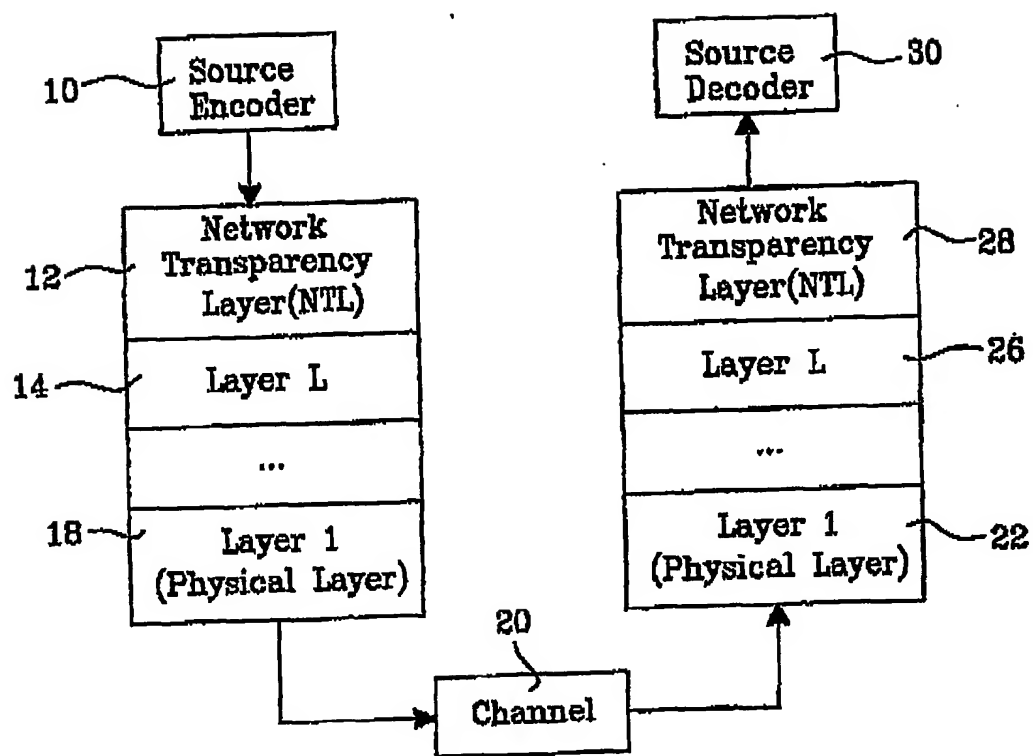 10
Source
Encoder
12
Network
Transparency
Layer(NTL)
14
Layer L
...
18
Layer 1
(Physical Layer)
20
Channel
Source
Decoder
30
Network
Transparency
Layer(NTL)
28
Layer L
26
...
Layer 1
(Physical Layer)
22